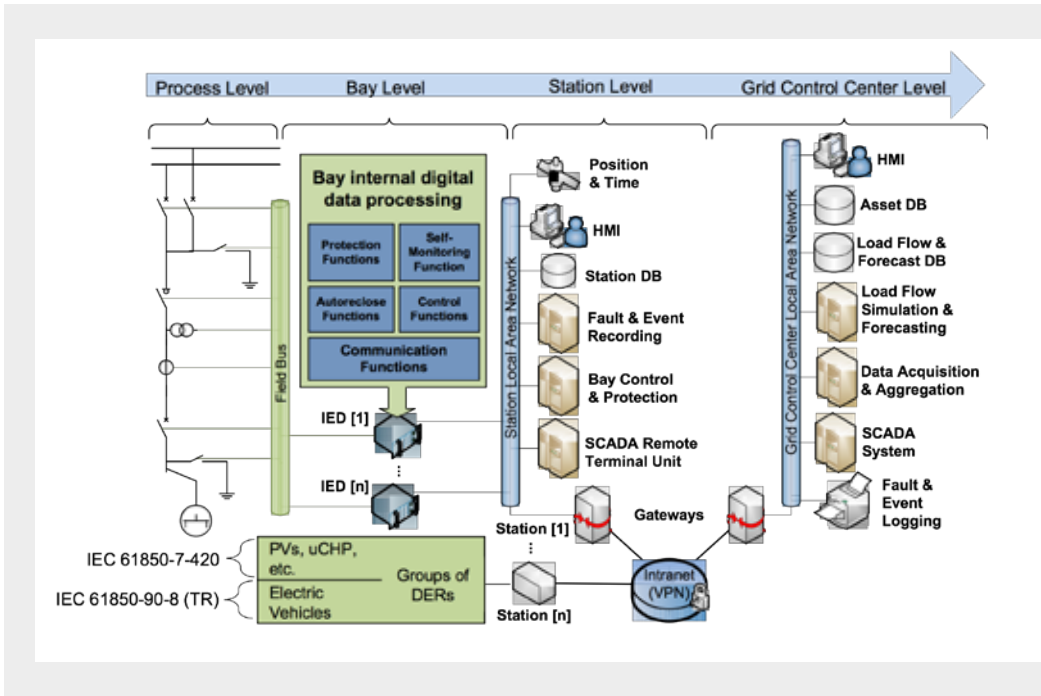 Process Level
Bay Level
Station Level
Grid Control Center Level
Field Bus
Bay internal digital
data processing
Protection
Functions
Self-
Monitoring
Function
Autoreclose
Functions
Control
Functions
Communication
Functions
IED [1]
IED [n]
Station Local Area Network
Position
& Time
HMI
Station DB
Fault & Event
Recording
Bay Control
& Protection
SCADA Remote
Terminal Unit
Grid Control Center Local Area Network
HMI
Asset DB
Load Flow &
Forecast DB
Load Flow
Simulation &
Forecasting
Data Acquisition
& Aggregation
SCADA
System
Fault &
Event
Logging
Gateways
Station [1]
Station [n]
Intranet
(VPN)
IEC 61850-7-420
IEC 61850-90-8 (TR)
PVs, uCHP,
etc.
Electric
Vehicles
Groups of
DERs